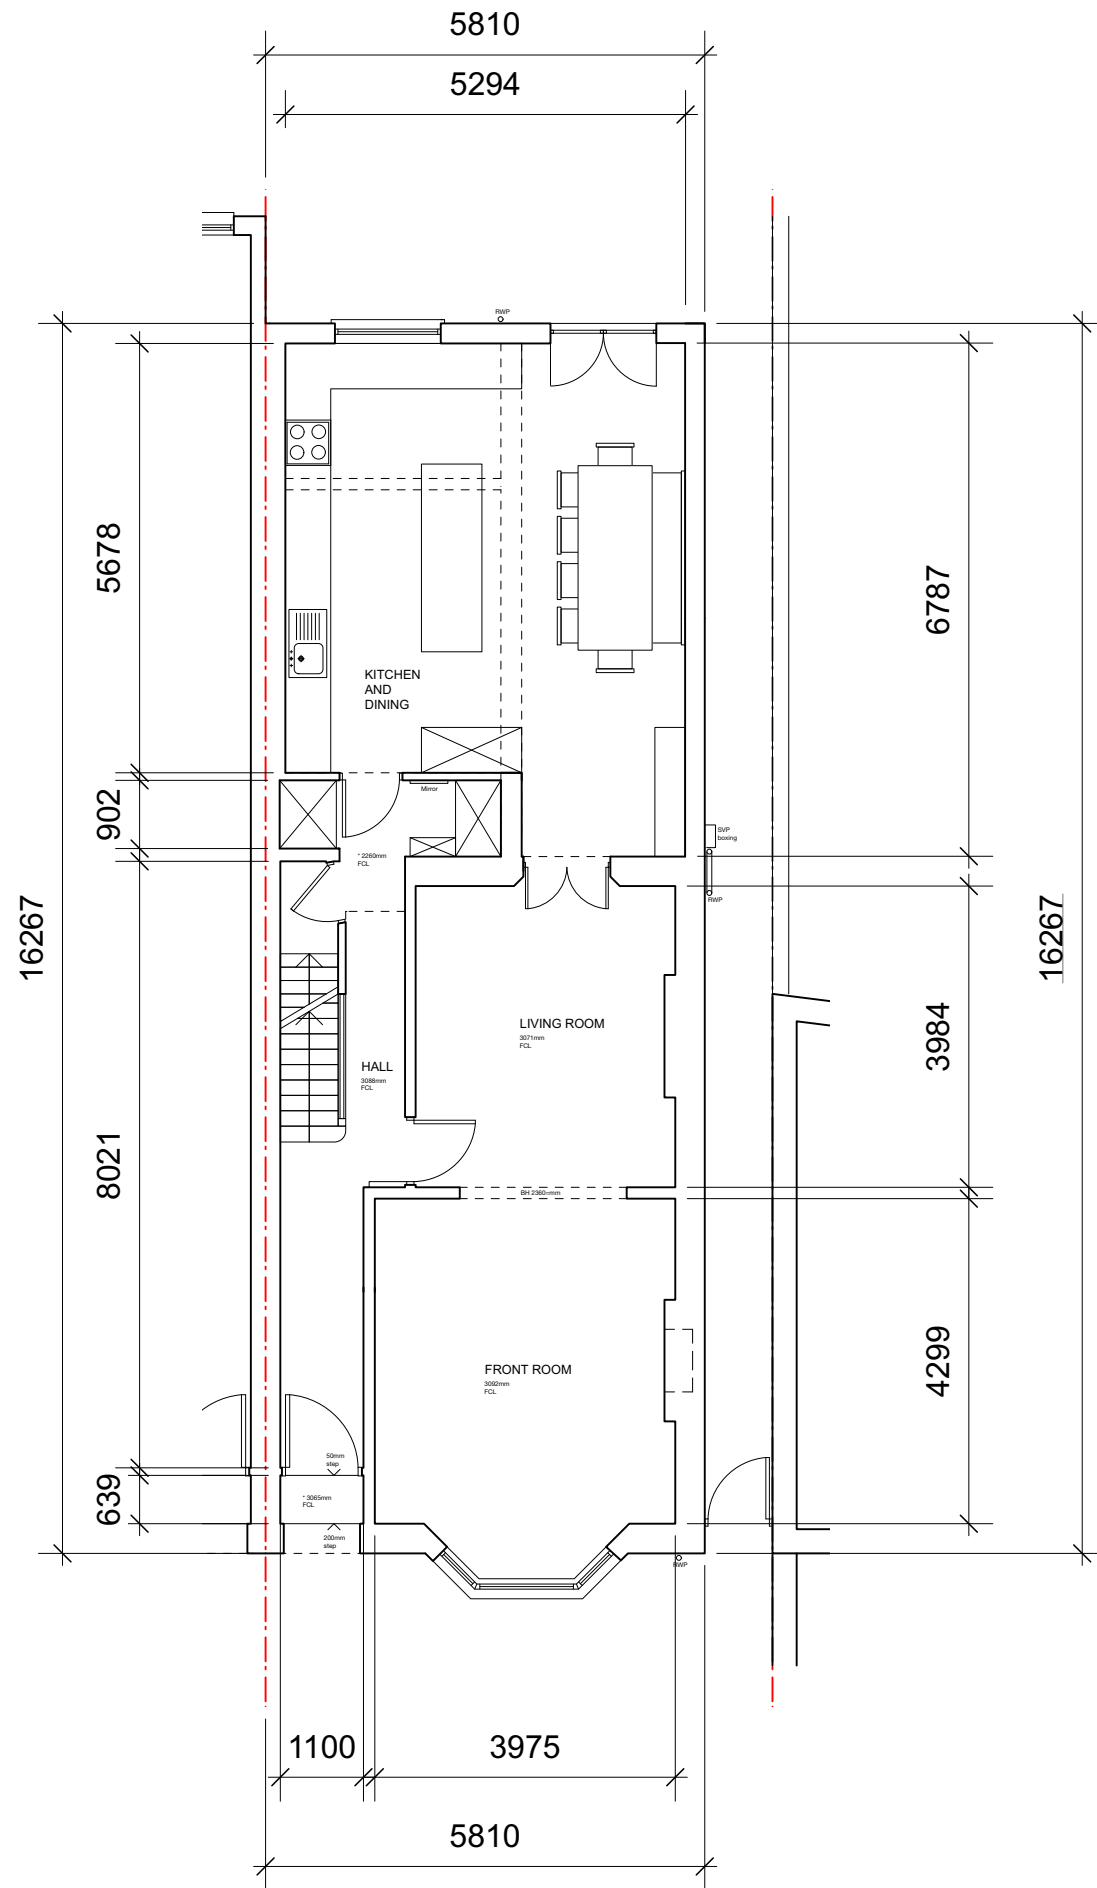 5810
5294
RWP
5678
6787
KITCHEN
AND
DINING
902
Mirror
SVP
boxing
* 2260mm
FCL
RWP
16267
16267
LIVING ROOM
3071mm
FCL
3984
HALL
3088mm
FCL
8021
BH 2360=mm
4299
FRONT ROOM
3092mm
FCL
639
50mm
step
* 3065mm
FCL
200mm
step
RWP
1100
3975
5810